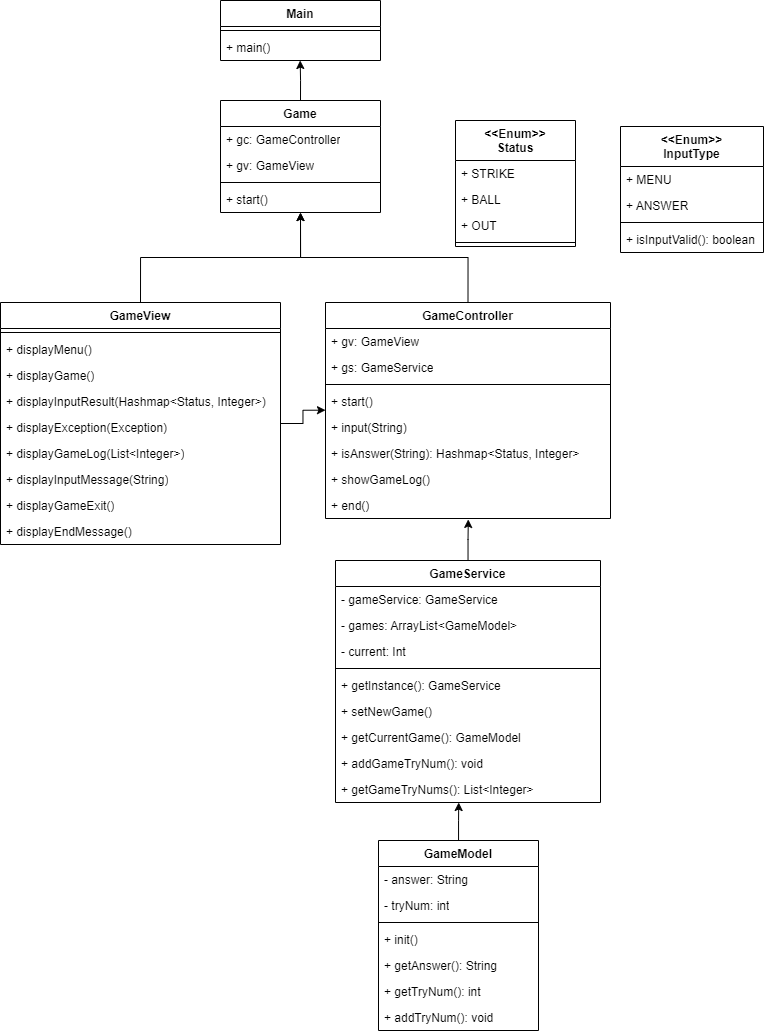 Main
+ main()
Game
+ gc: GameController
+ gv: GameView
+ start()
<<Enum>>
Status
+ STRIKE
+ BALL
+ OUT
<<Enum>>
InputType
+ MENU
+ ANSWER
+ isInputValid(): boolean
GameView
+ displayMenu()
+ displayGame()
+ displayInputResult(Hashmap<Status, Integer>)
+ displayException(Exception)
+ displayGameLog(List<Integer>)
+ displayInputMessage(String)
+ displayGameExit()
+ displayEndMessage()
GameController
+ gv: GameView
+ gs: GameService
+ start()
+ input(String)
+ isAnswer(String): Hashmap<Status, Integer>
+ showGameLog()
+ end()
GameService
- gameService: GameService
- games: ArrayList<GameModel>
- current: Int
+ getInstance(): GameService
+ setNewGame()
+ getCurrentGame(): GameModel
+ addGameTryNum(): void
+ getGameTryNums(): List<Integer>
GameModel
- answer: String
- tryNum: int
+ init()
+ getAnswer(): String
+ getTryNum(): int
+ addTryNum(): void